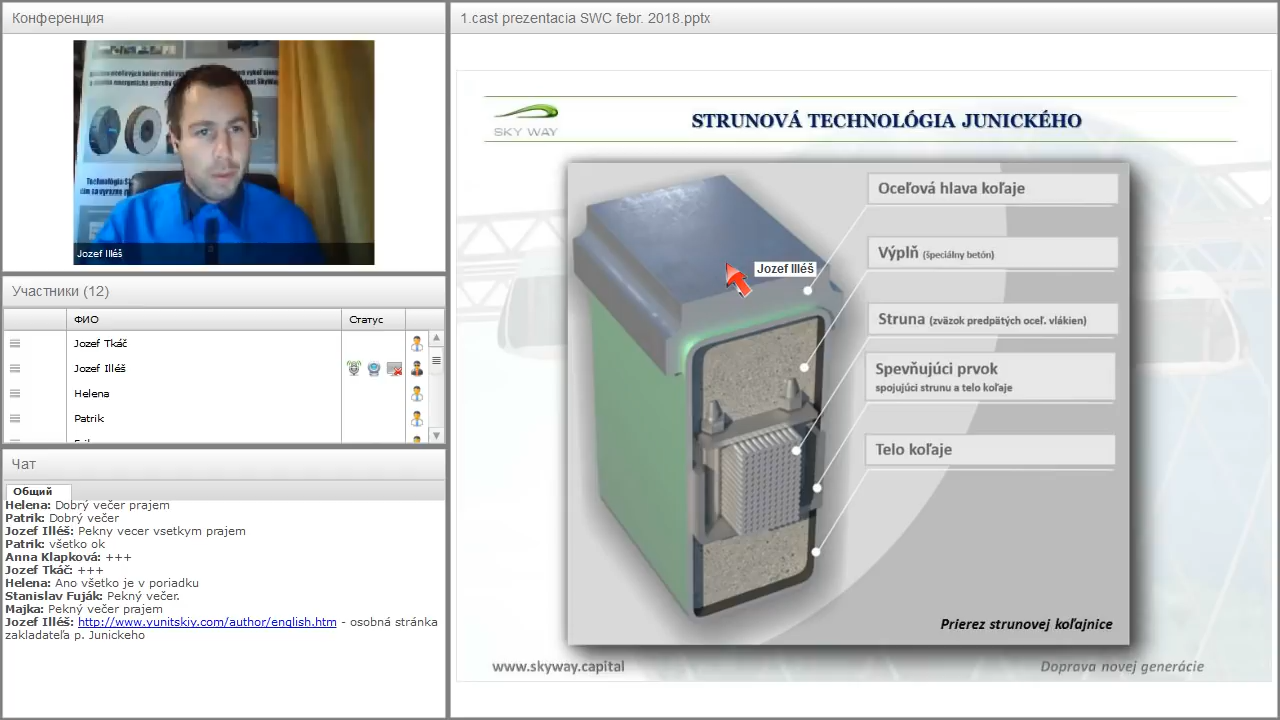 Конференция
Jozef Illéš
Участники (12)
ФИО
Статус
Jozef Tkáč
Jozef Illéš
Helena
Patrik
Чат
Общий
Helena: Dobrý večer prajem
Patrik: Dobrý večer
Jozef Illéš: Pekny vecer vsetkym prajem
Patrik: všetko ok
Anna Klapková: +++
Jozef Tkáč: +++
Helena: Ano všetko je v poriadku
Stanislav Fuják: Pekný večer.
Majka: Pekný večer prajem
Jozef Illéš: http://www.yunitskiy.com/author/english.htm - osobná stránka
zakladateľa p. Junickeho
1.cast prezentacia SWC febr. 2018.pptx
SKY WAY
STRUNOVÁ TECHNOLÓGIA JUNICKÉHO
Oceľová hlava koľaje
Jozef Illéš
Výplň (špeciálny betón)
Struna (zväzok predpätých oceľ. vlákien)
Spevňujúci prvok
spojujúci strunu a telo koľaje
Telo koľaje
Prierez strunovej koľajnice
www.skyway.capital
Doprava novej generácie